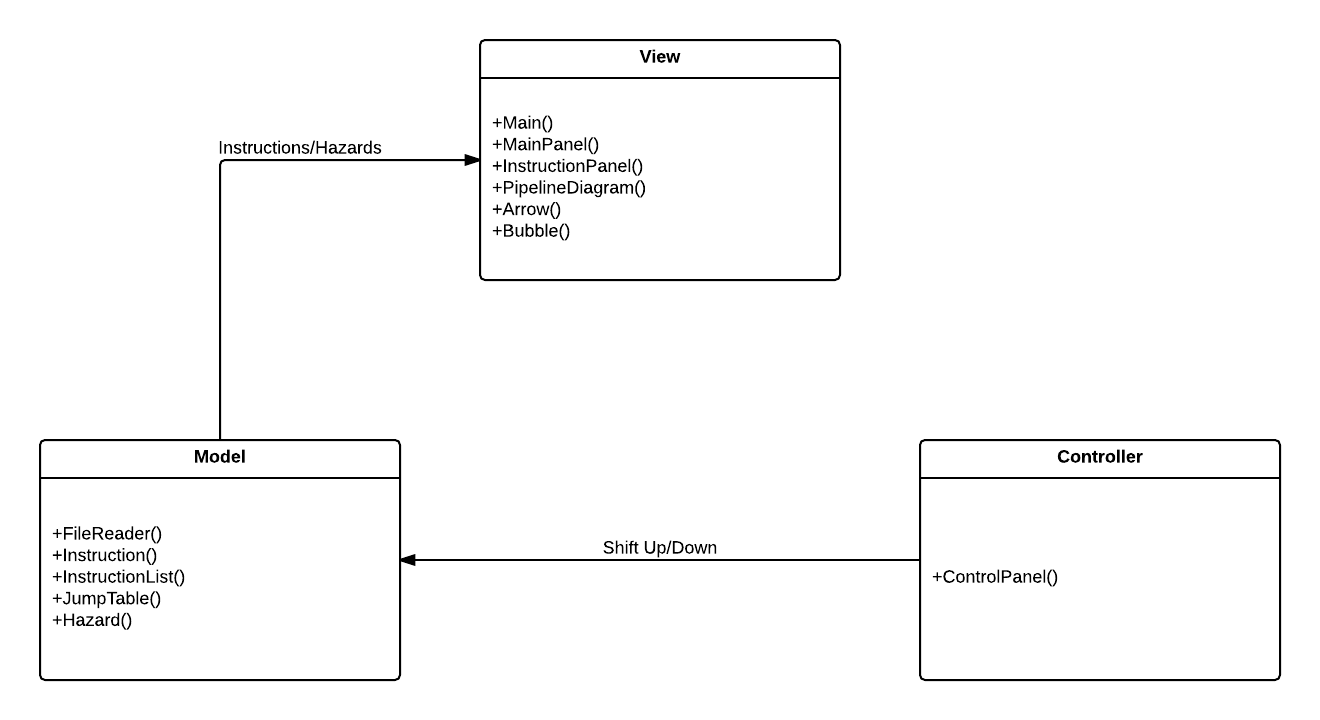 View
+Main()
+MainPanel()
+InstructionPanel()
+PipelineDiagram()
+Arrow()
+Bubble()
Instructions/Hazards
Model
+FileReader()
+Instruction()
+InstructionList()
+JumpTable()
+Hazard()
Shift Up/Down
Controller
+ControlPanel()